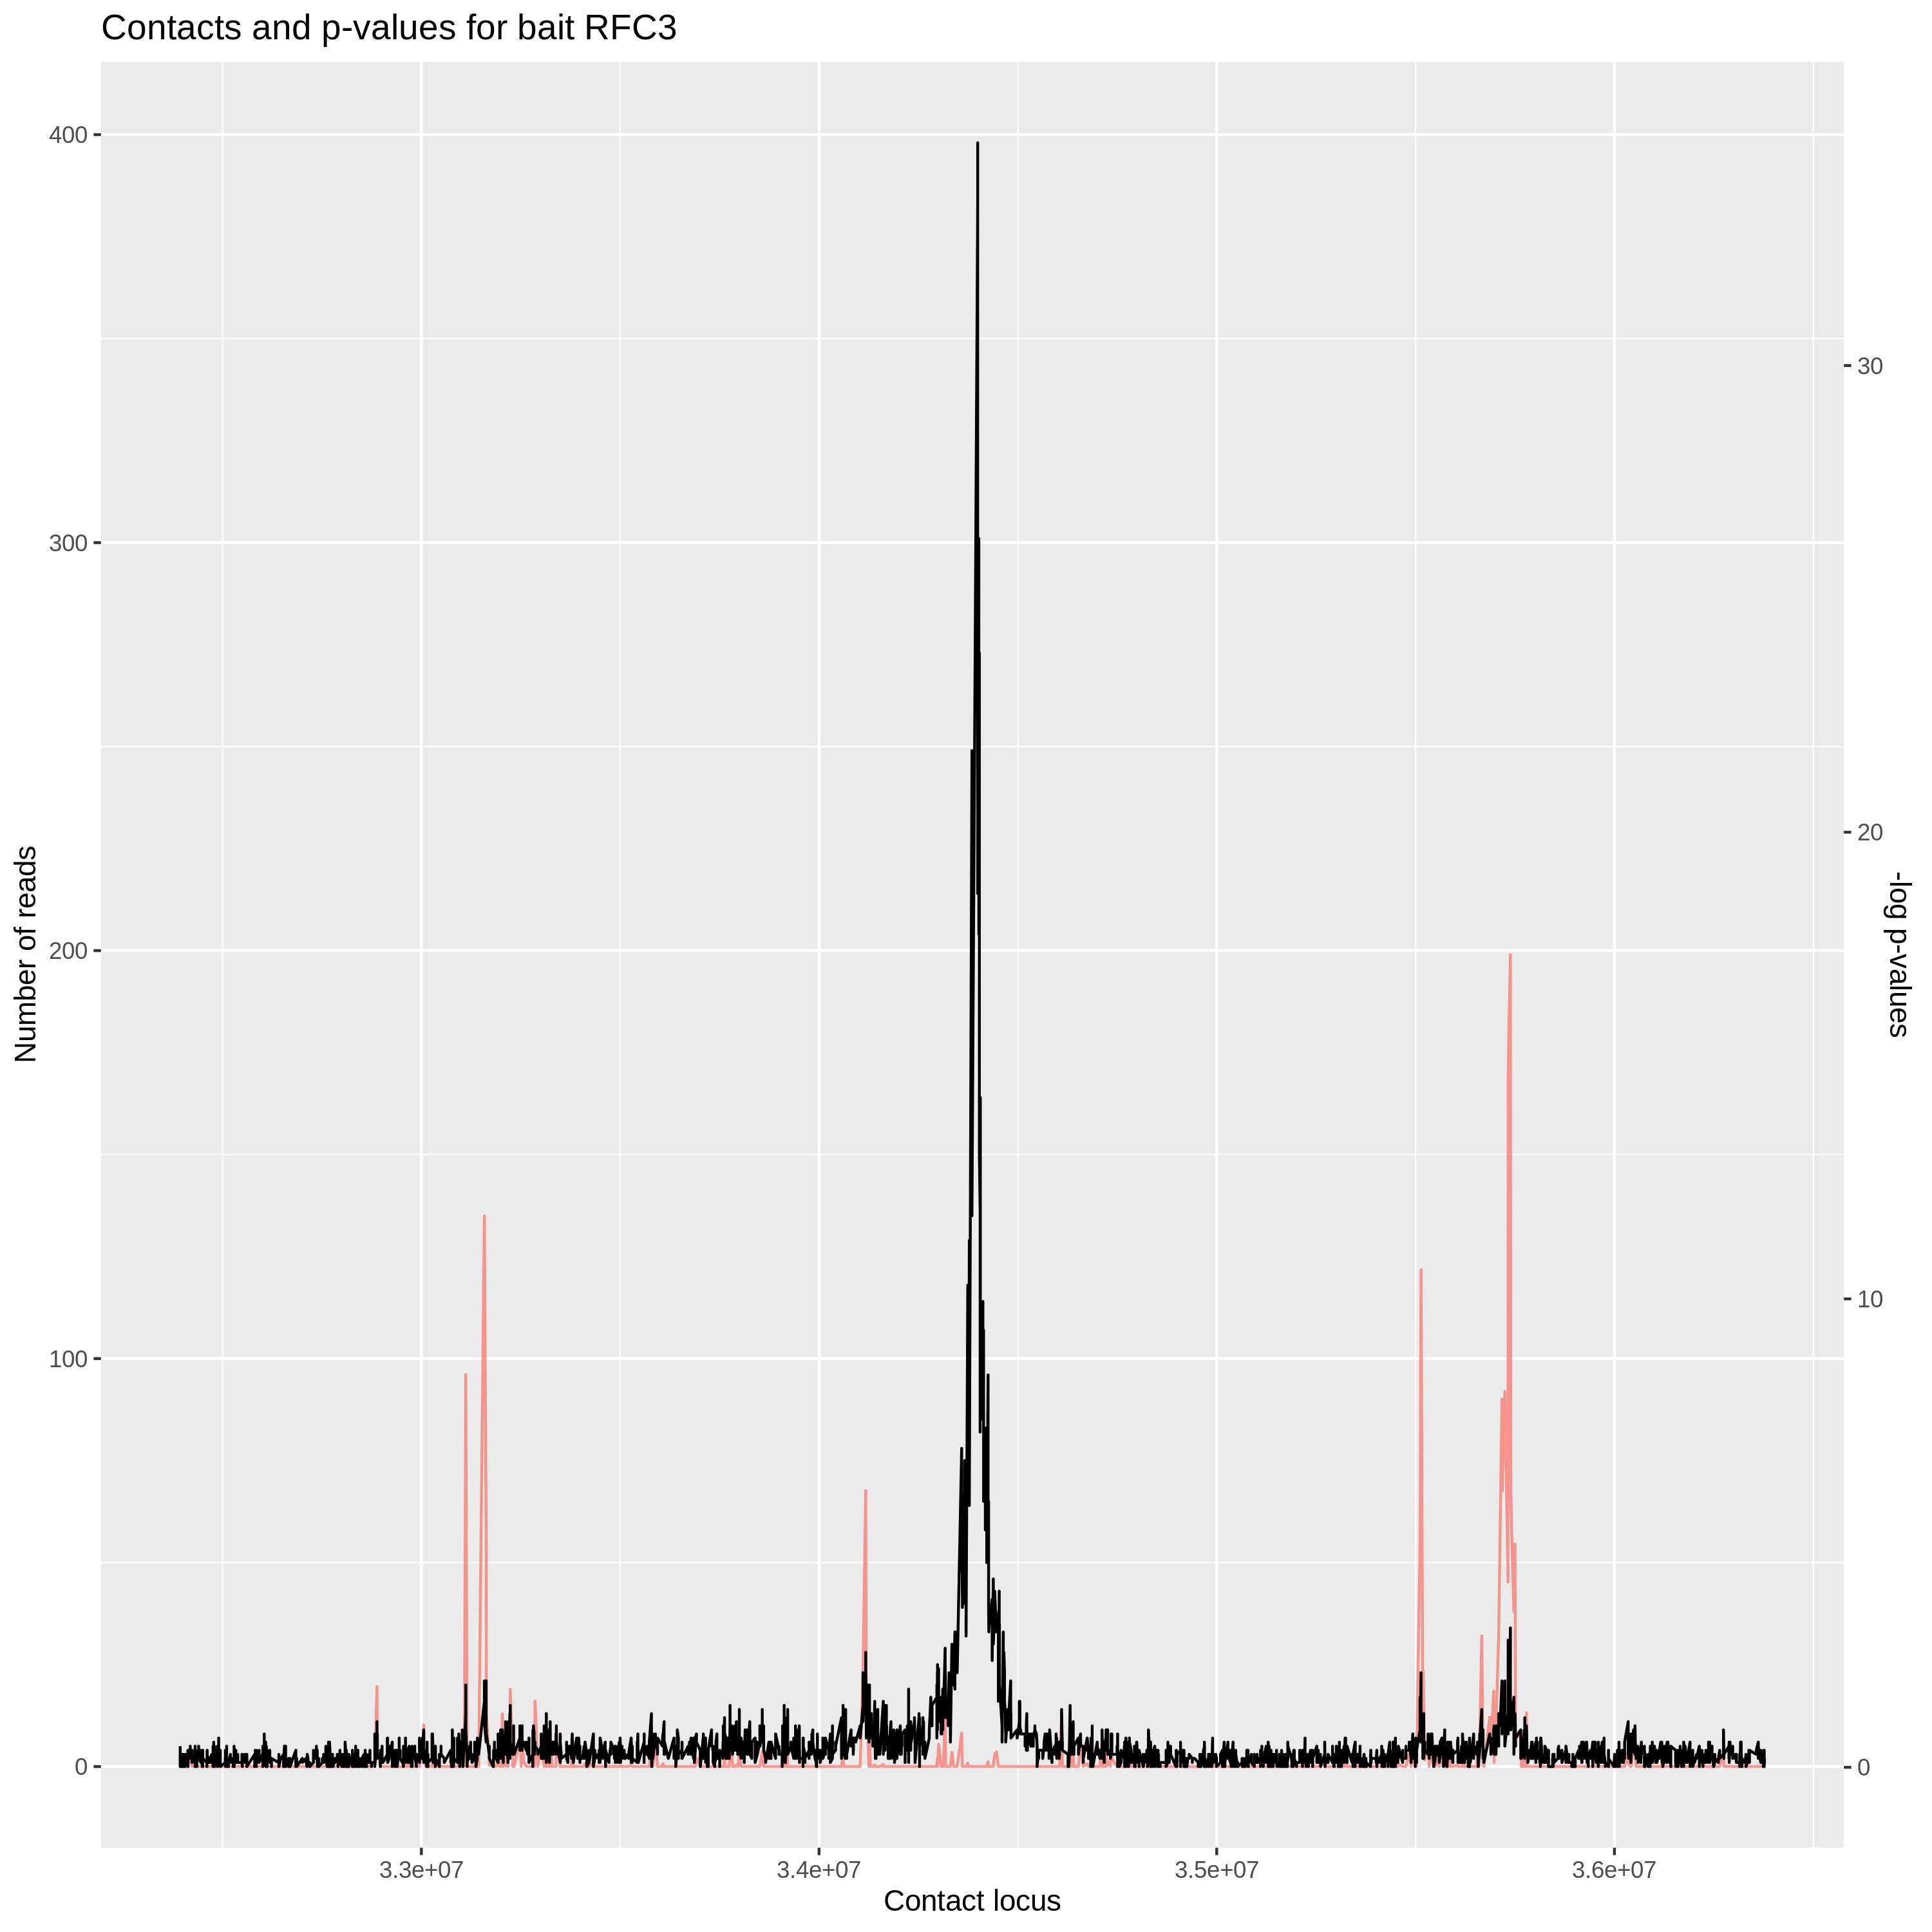 Contacts and p-values for bait RFC3
400
300
200
100
0
Number of reads
30
20
10
0
-log p-values
3.3e+07
3.4e+07
3.5e+07
3.6e+07
Contact locus